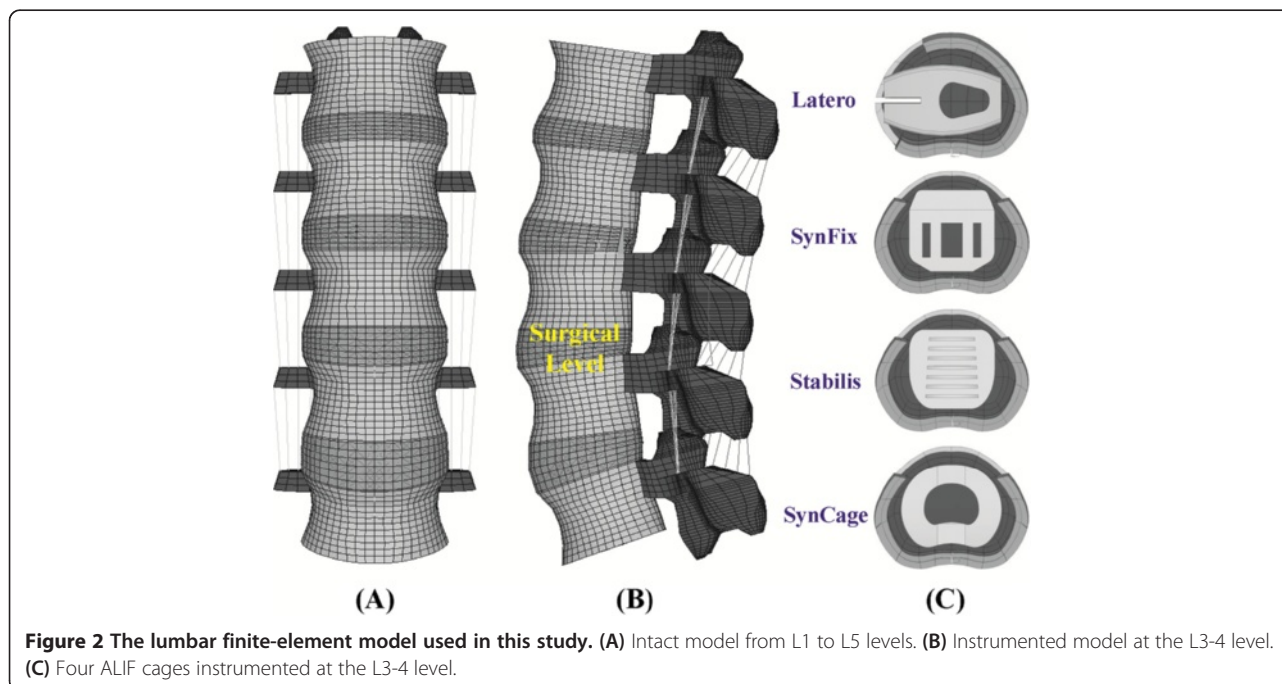 Latero
SynFix
Surgical
Level
Stabilis
SynCage
(A)
(B)
(C)
Figure 2 The lumbar finite-element model used in this study. (A) Intact model from L1 to L5 levels. (B) Instrumented model at the L3-4 level.
(C) Four ALIF cages instrumented at the L3-4 level.